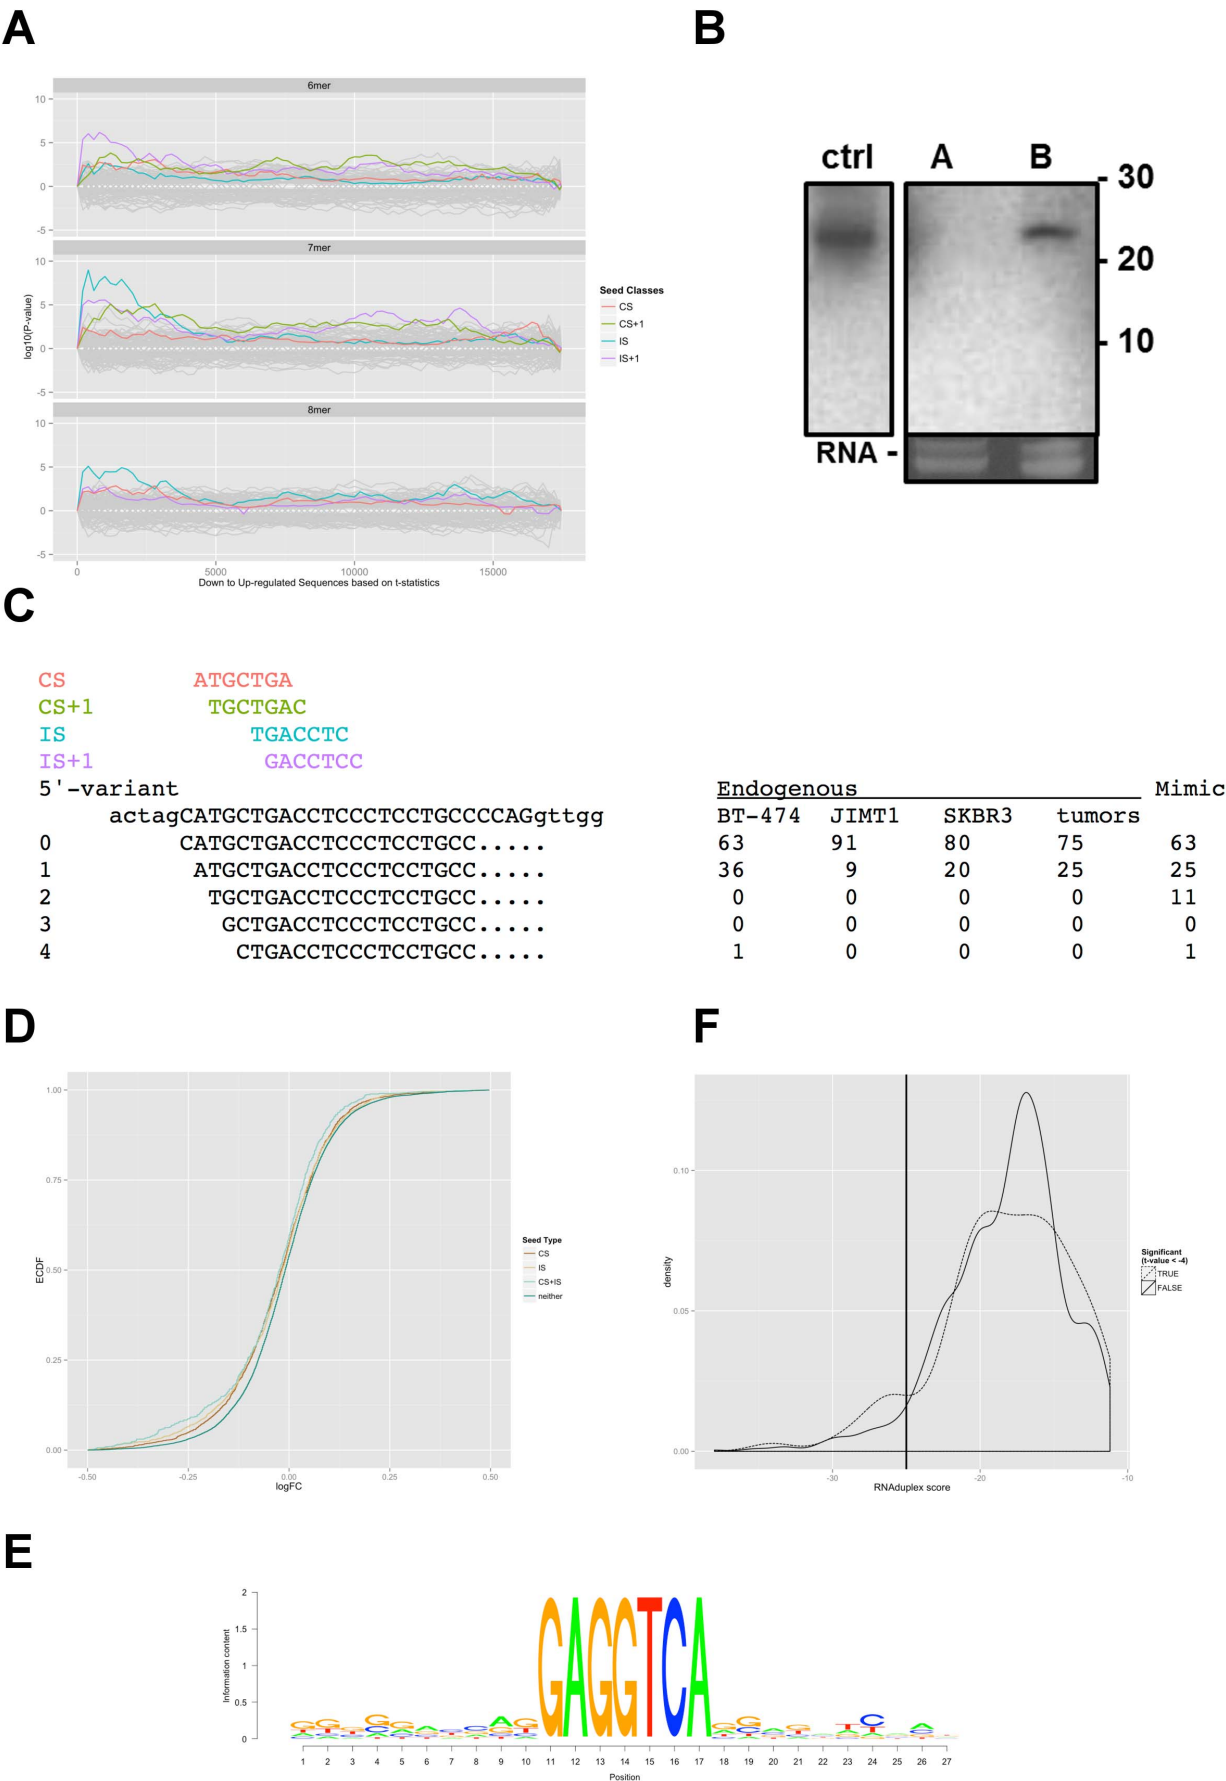 A
B
6mer
10
5
0
-5
7mer
10
5
0
-5
8mer
10
5
0
-5
0 5000 10000 15000
log10(P-value)
Down to Up-regulated Sequences based on t-statistics
Seed Classes
CS
CS+1
IS
IS+1
ctrl A B
- 30
- 20
- 10
RNA -
C
CS ATGCTGA
CS+1 TGCTGAC
IS TGACCTC
IS+1 GACCTCC
5'-variant
actagCATGCTGACCTCCCTCCTGCCCCAGgttgg
0 CATGCTGACCTCCCTCCTGCC.....
1 ATGCTGACCTCCCTCCTGCC.....
2 TGCTGACCTCCCTCCTGCC.....
3 GCTGACCTCCCTCCTGCC.....
4 CTGACCTCCCTCCTGCC.....
Endogenous Mimic
BT-474 JIMT1 SKBR3 tumors
63 91 80 75 63
36 9 20 25 25
0 0 0 0 11
0 0 0 0 0
1 0 0 0 1
D
1.00
0.75
0.50
0.25
0.00
-0.50 -0.25 0.00 0.25 0.50
ECDF
logFC
Seed Type
CS
IS
CS+IS
neither
F
0.10
0.05
0.00
-30 -20 -10
density
RNAduplex score
Significant
(t-value < -4)
TRUE
FALSE
E
2
1.5
1
0.5
0
Information content
GAGGTCA
1 2 3 4 5 6 7 8 9 10 11 12 13 14 15 16 17 18 19 20 21 22 23 24 25 26 27
Position